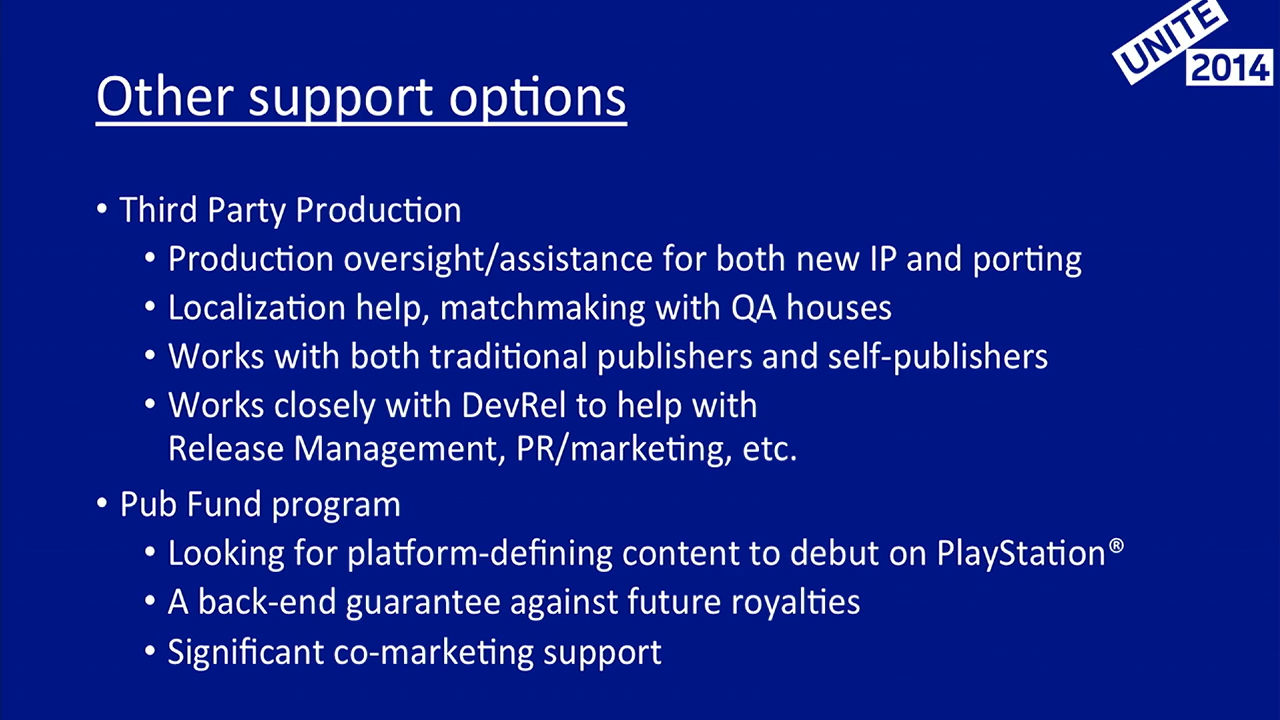 UNITE
2014
Other support options
• Third Party Production
• Production oversight/assistance for both new IP and porting
• Localization help, matchmaking with QA houses
• Works with both traditional publishers and self-publishers
• Works closely with DevRel to help with
Release Management, PR/marketing, etc.
• Pub Fund program
• Looking for platform-defining content to debut on PlayStation®
• A back-end guarantee against future royalties
• Significant co-marketing support